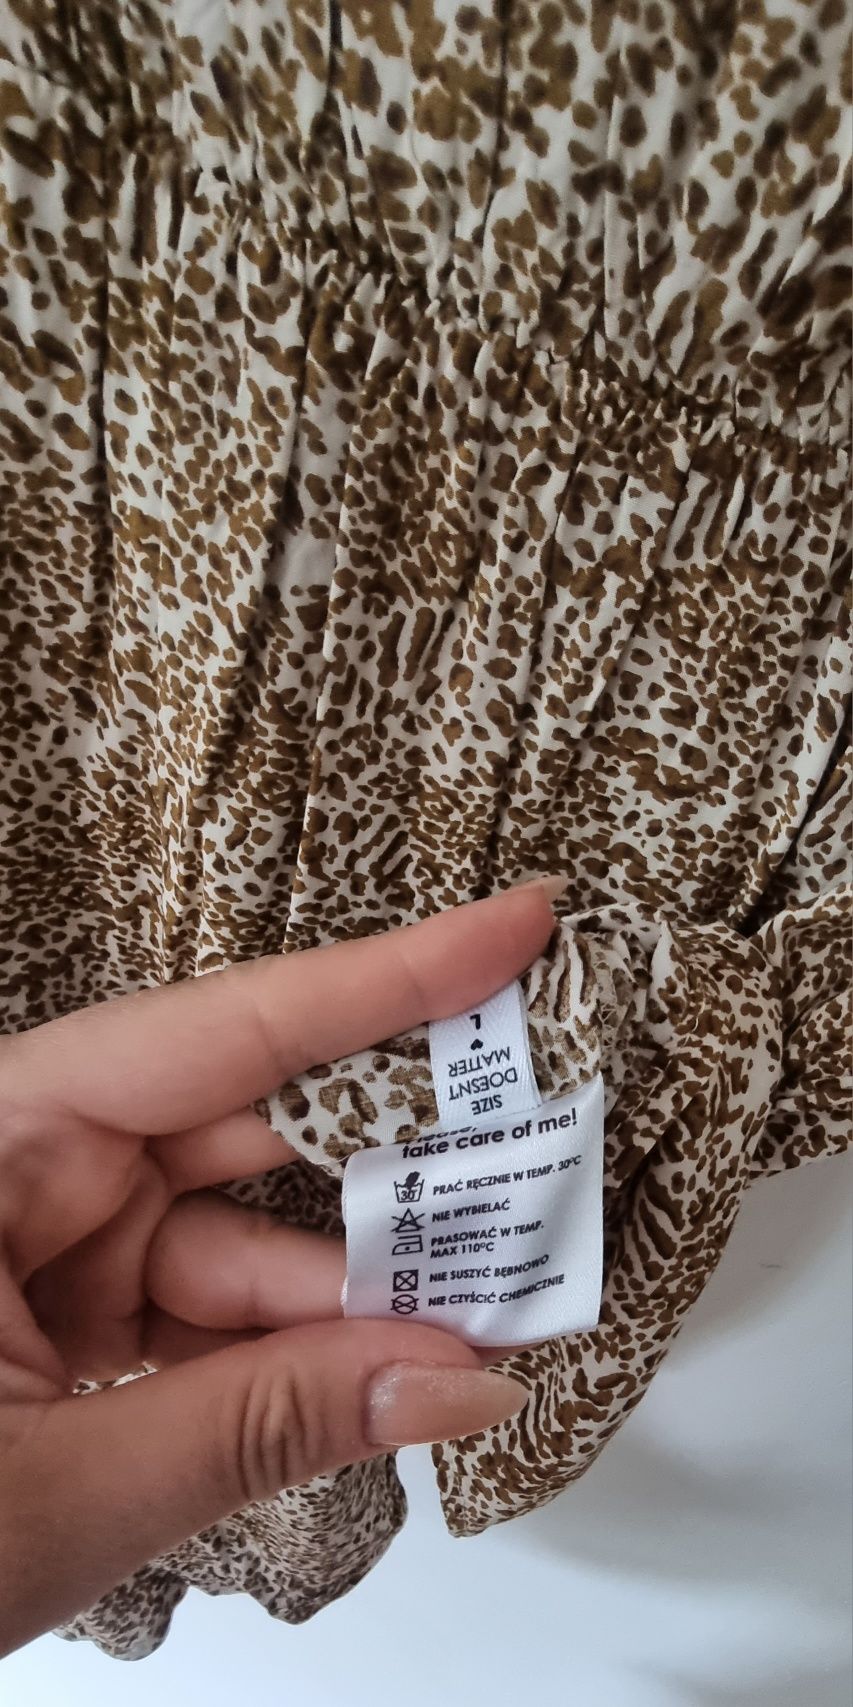 SIZE
DOESN'T
MATTER
L
take care of me!
30
PRAĆ RĘCZNIE W TEMP. 30°C
NIE WYBIELAĆ
PRASOWAĆ W TEMP.
MAX 110°C
NIE SUSZYĆ BĘBNOWO
NIE CZYŚCIĆ CHEMICZNIE